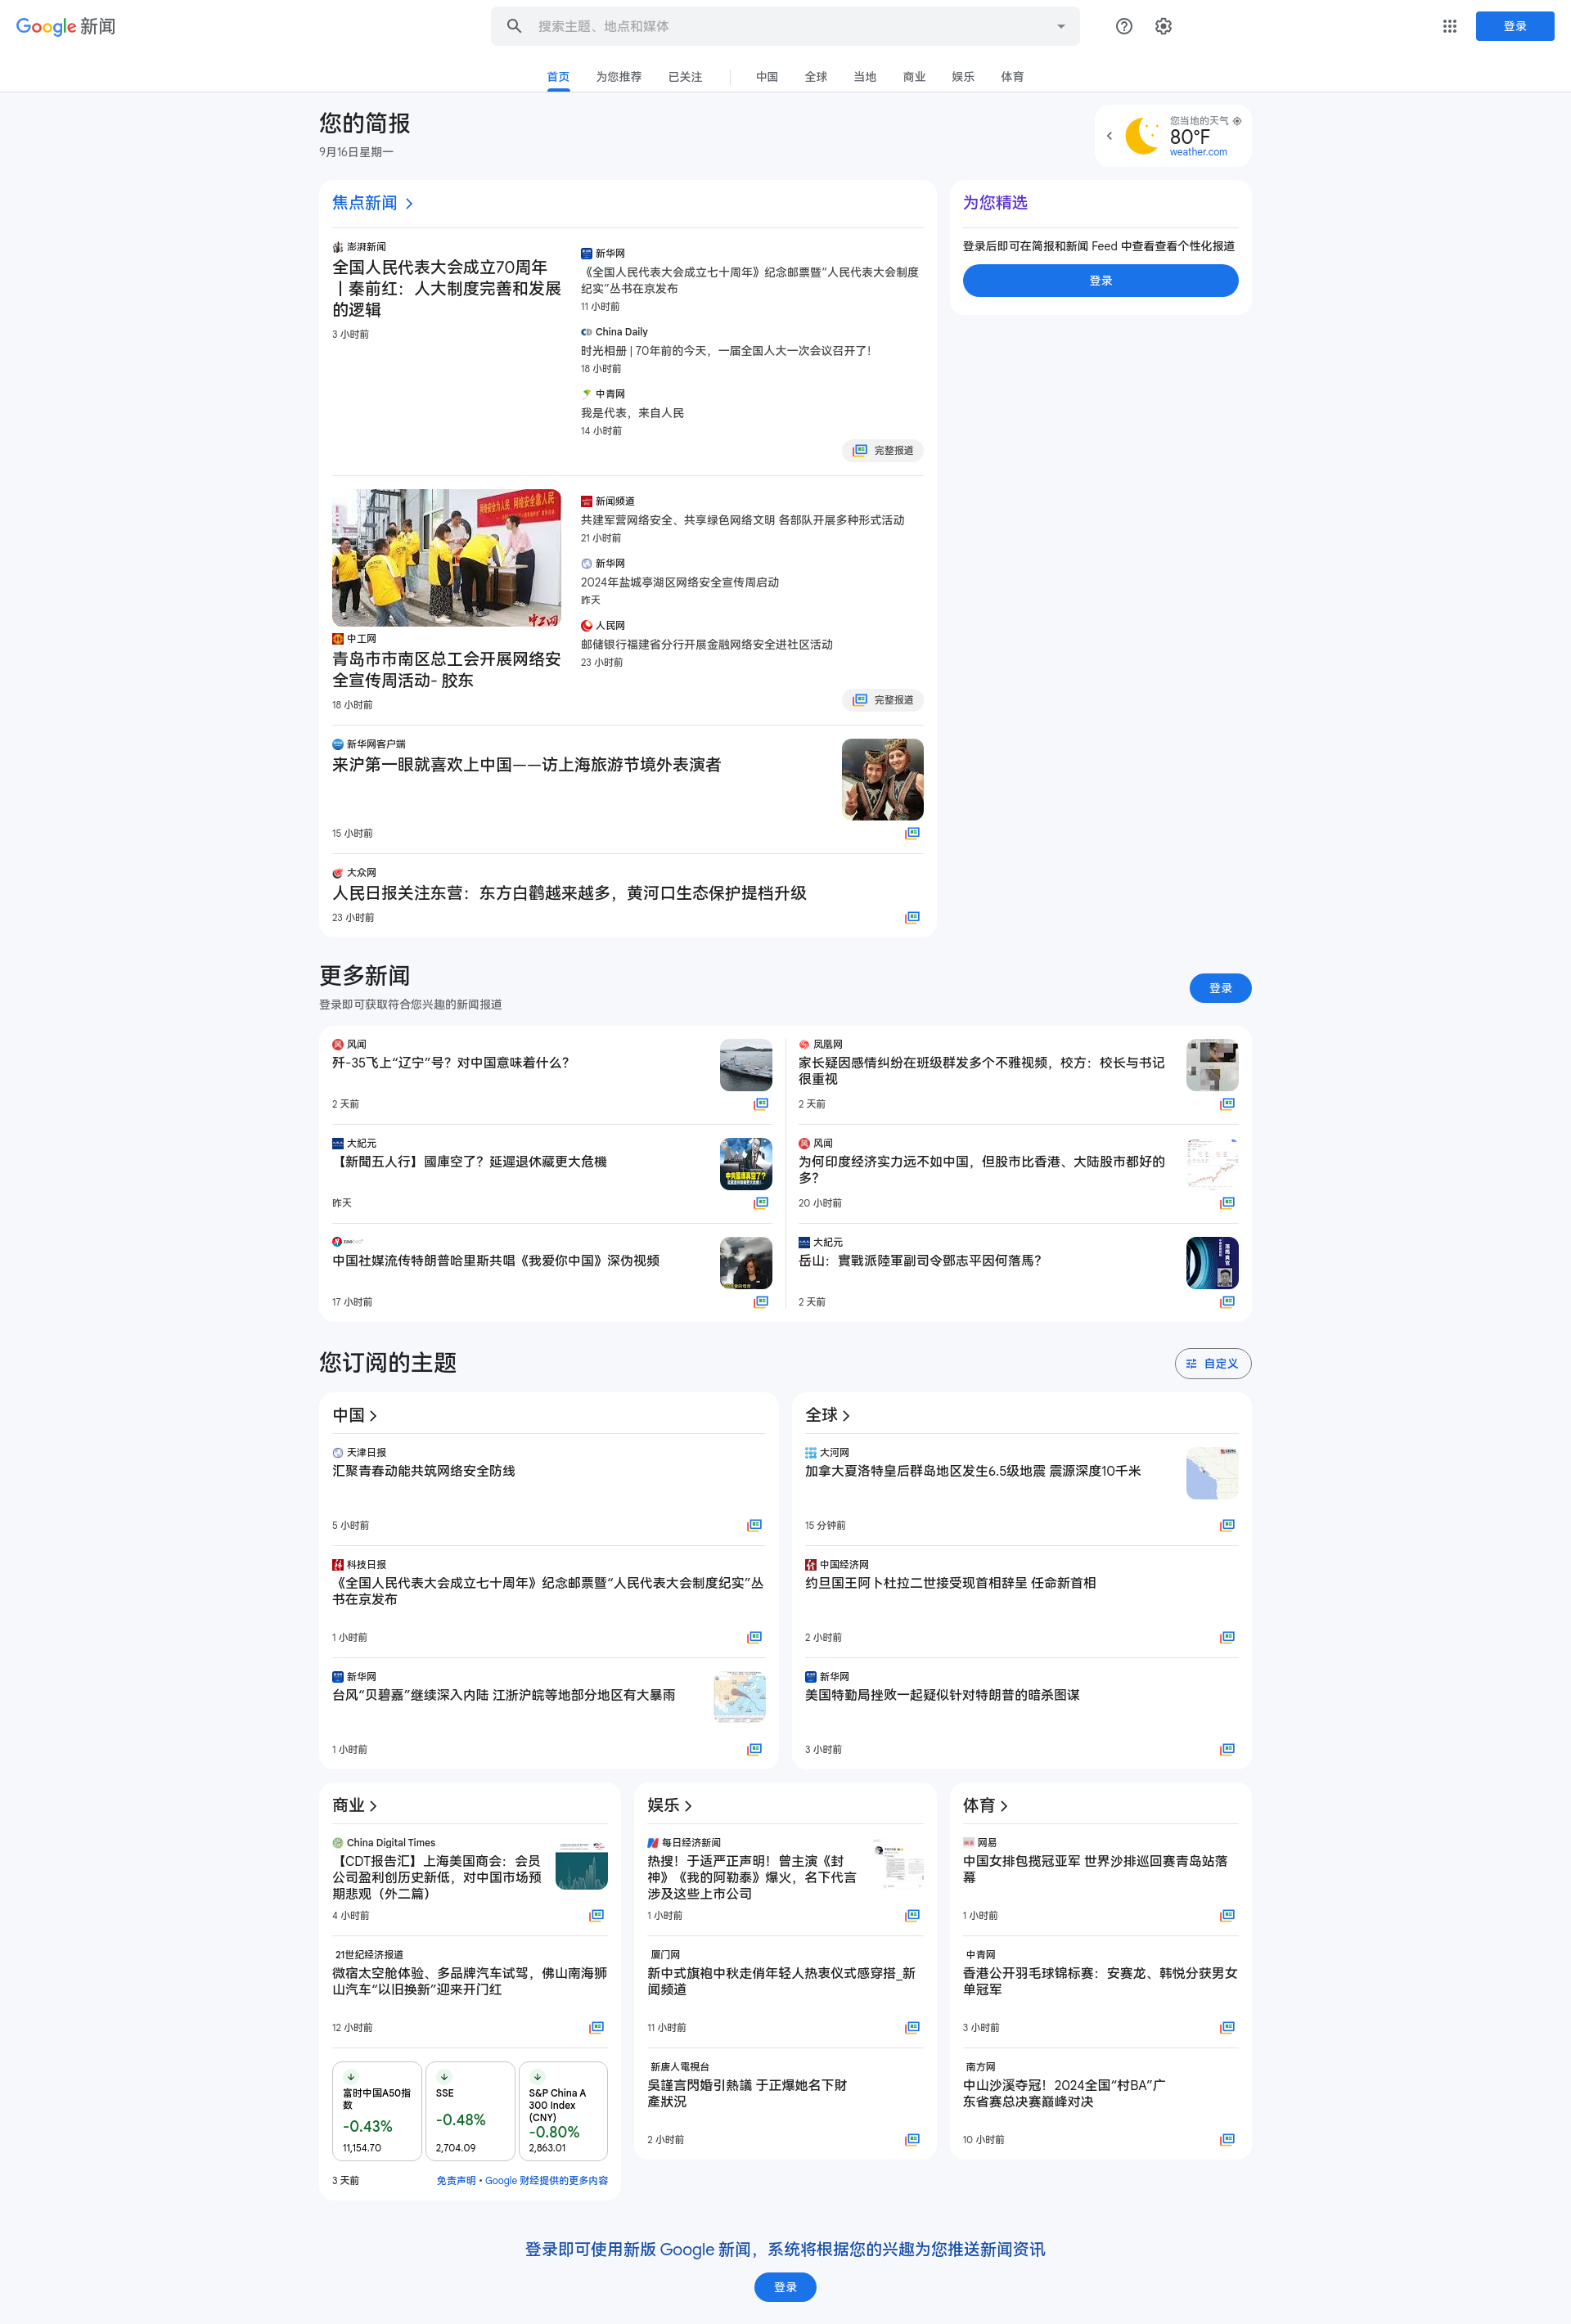 Google 新闻
搜索主题、地点和媒体
登录
首页
为您推荐
已关注
中国
全球
当地
商业
娱乐
体育
您的简报
9月16日星期一
您当地的天气
80°F
weather.com
焦点新闻
澎湃新闻
全国人民代表大会成立70周年
丨秦前红：人大制度完善和发展
的逻辑
3 小时前
新华网
《全国人民代表大会成立七十周年》纪念邮票暨“人民代表大会制度
纪实”丛书在京发布
11 小时前
China Daily
时光相册 | 70年前的今天，一届全国人大一次会议召开了！
18 小时前
中青网
我是代表，来自人民
14 小时前
完整报道
网络安全为人民 网络安全靠人民
中工网
中工网
青岛市市南区总工会开展网络安
全宣传周活动- 胶东
18 小时前
新闻频道
共建军营网络安全、共享绿色网络文明 各部队开展多种形式活动
21 小时前
新华网
2024年盐城亭湖区网络安全宣传周启动
昨天
人民网
邮储银行福建省分行开展金融网络安全进社区活动
23 小时前
完整报道
新华网客户端
来沪第一眼就喜欢上中国——访上海旅游节境外表演者
15 小时前
大众网
人民日报关注东营：东方白鹳越来越多，黄河口生态保护提档升级
23 小时前
为您精选
登录后即可在简报和新闻 Feed 中查看查看个性化报道
登录
更多新闻
登录即可获取符合您兴趣的新闻报道
登录
风闻
歼-35飞上“辽宁”号？对中国意味着什么？
2 天前
凤凰网
家长疑因感情纠纷在班级群发多个不雅视频，校方：校长与书记
很重视
2 天前
大紀元
【新聞五人行】國庫空了？延遲退休藏更大危機
昨天
风闻
为何印度经济实力远不如中国，但股市比香港、大陆股市都好的
多？
20 小时前
中国社媒流传特朗普哈里斯共唱《我爱你中国》深伪视频
17 小时前
大紀元
岳山：實戰派陸軍副司令鄧志平因何落馬？
2 天前
您订阅的主题
自定义
中国
天津日报
汇聚青春动能共筑网络安全防线
5 小时前
科技日报
《全国人民代表大会成立七十周年》纪念邮票暨“人民代表大会制度纪实”丛
书在京发布
1 小时前
新华网
台风“贝碧嘉”继续深入内陆 江浙沪皖等地部分地区有大暴雨
1 小时前
全球
大河网
加拿大夏洛特皇后群岛地区发生6.5级地震 震源深度10千米
15 分钟前
中国经济网
约旦国王阿卜杜拉二世接受现首相辞呈 任命新首相
2 小时前
新华网
美国特勤局挫败一起疑似针对特朗普的暗杀图谋
3 小时前
商业
China Digital Times
【CDT报告汇】上海美国商会：会员
公司盈利创历史新低，对中国市场预
期悲观（外二篇）
4 小时前
21世纪经济报道
微宿太空舱体验、多品牌汽车试驾，佛山南海狮
山汽车“以旧换新”迎来开门红
12 小时前
富时中国A50指
数
-0.43%
11,154.70
SSE
-0.48%
2,704.09
S&P China A
300 Index
(CNY)
-0.80%
2,863.01
3 天前
免责声明 • Google 财经提供的更多内容
娱乐
每日经济新闻
热搜！于适严正声明！曾主演《封
神》《我的阿勒泰》爆火，名下代言
涉及这些上市公司
1 小时前
厦门网
新中式旗袍中秋走俏年轻人热衷仪式感穿搭_新
闻频道
11 小时前
新唐人電視台
吳謹言閃婚引熱議 于正爆她名下財
產狀況
2 小时前
体育
网易
中国女排包揽冠亚军 世界沙排巡回赛青岛站落
幕
1 小时前
中青网
香港公开羽毛球锦标赛：安赛龙、韩悦分获男女
单冠军
3 小时前
南方网
中山沙溪夺冠！2024全国“村BA”广
东省赛总决赛巅峰对决
10 小时前
登录即可使用新版 Google 新闻，系统将根据您的兴趣为您推送新闻资讯
登录